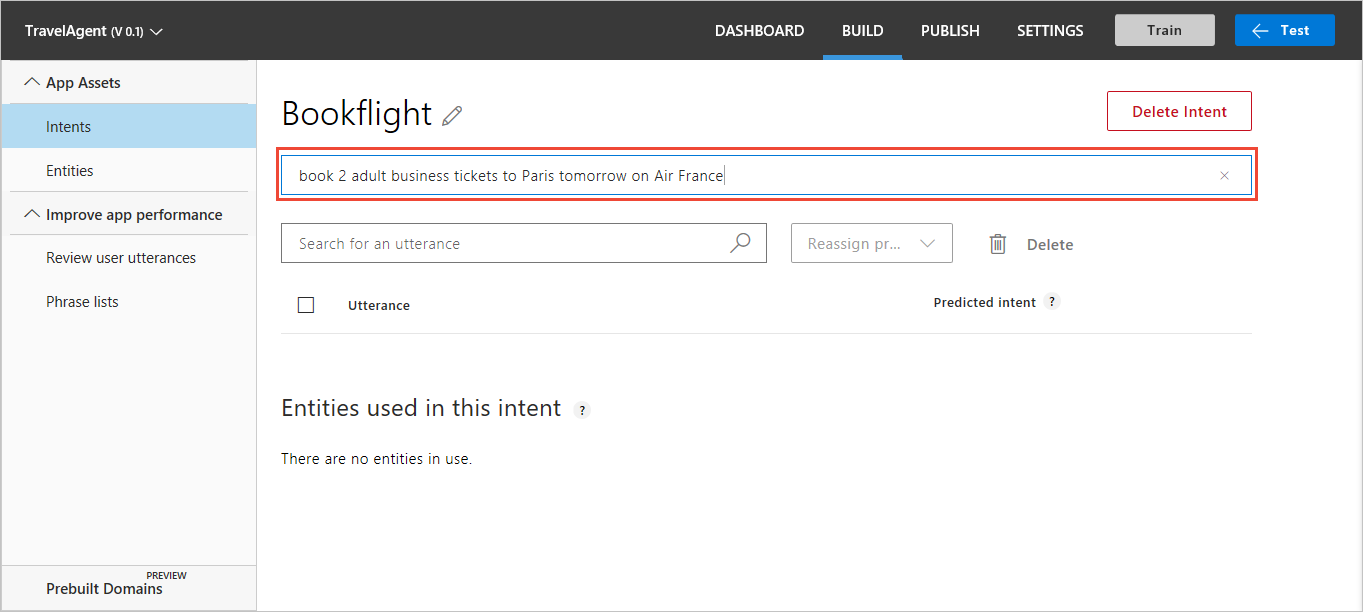 TravelAgent (V 0.1) DASHBOARD BUILD PUBLISH SETTINGS Train Test
App Assets
Intents
Entities
Improve app performance
Review user utterances
Phrase lists
PREVIEW
Prebuilt Domains
Bookflight Delete Intent
book 2 adult business tickets to Paris tomorrow on Air France
Search for an utterance Reassign pr... Delete
Utterance Predicted intent ?
Entities used in this intent ?
There are no entities in use.